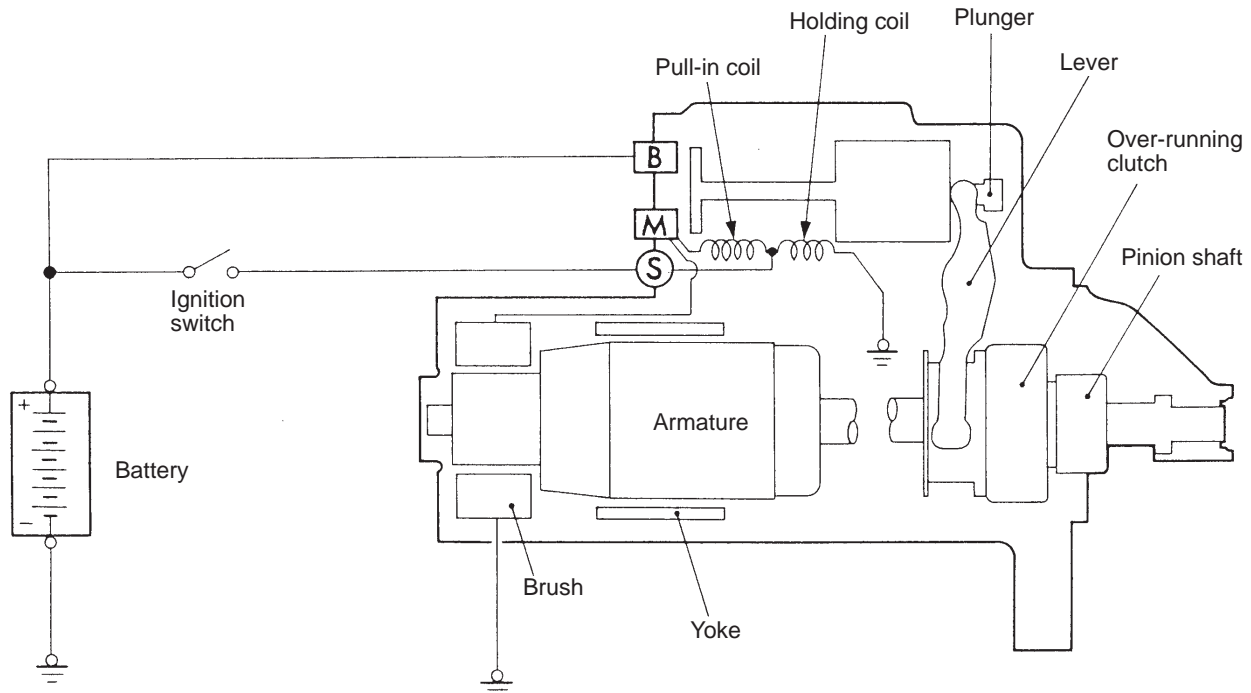 Holding coil
Plunger
Pull-in coil
Lever
Over-running
clutch
B
M
S
Pinion shaft
Ignition
switch
+
Armature
Battery
−
Brush
Yoke